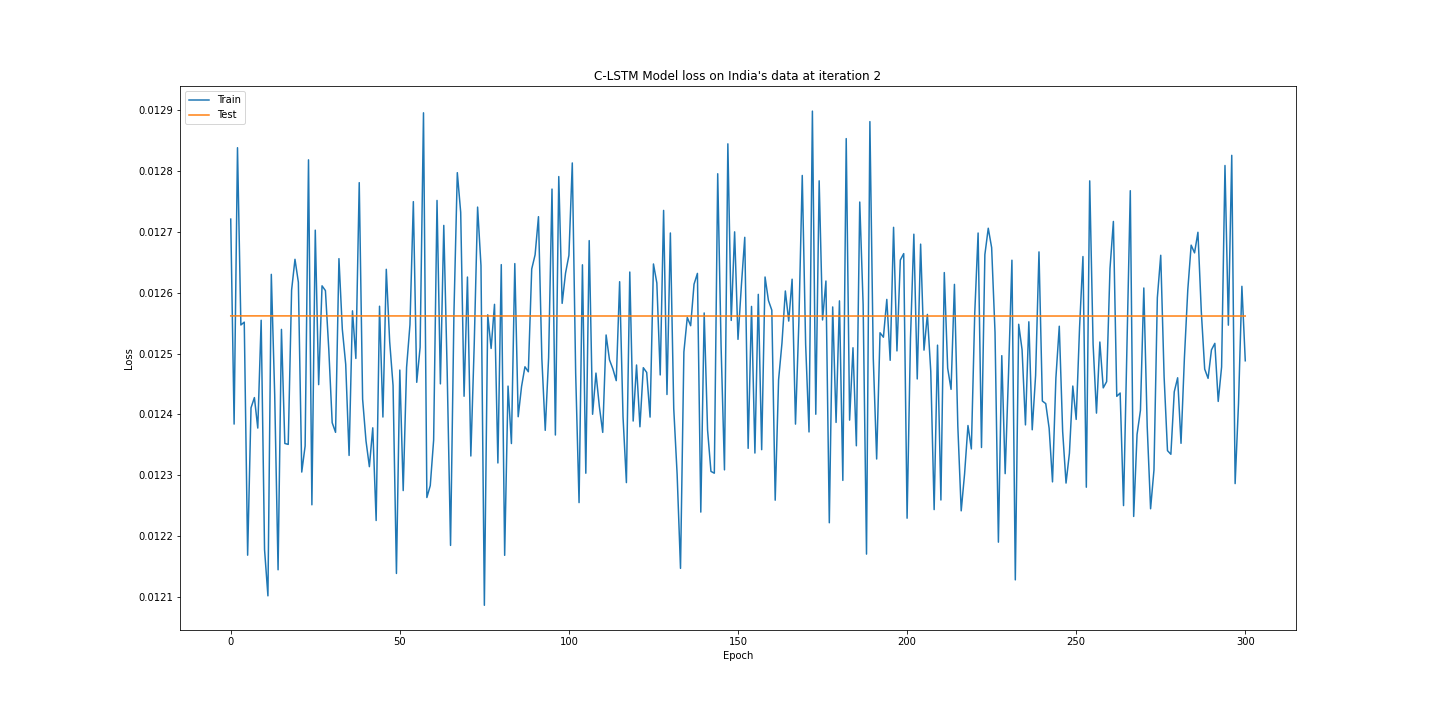 C-LSTM Model loss on India's data at iteration 2
Train
Test
0.0129
0.0128
0.0127
0.0126
0.0125
0.0124
0.0123
0.0122
0.0121
Loss
0 50 100 150 200 250 300
Epoch